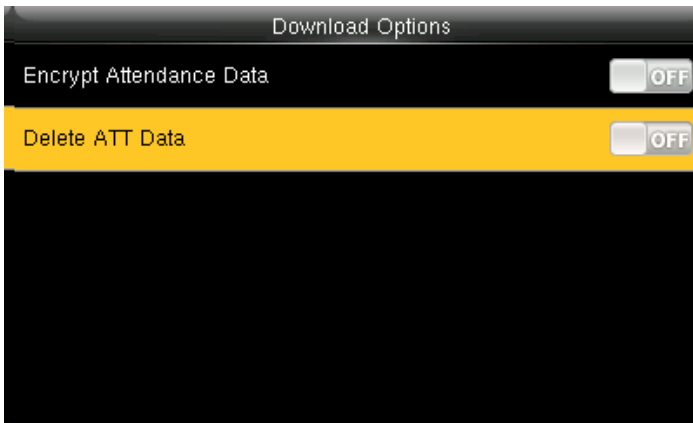 Download Options
Encrypt Attendance Data OFF
Delete ATT Data OFF